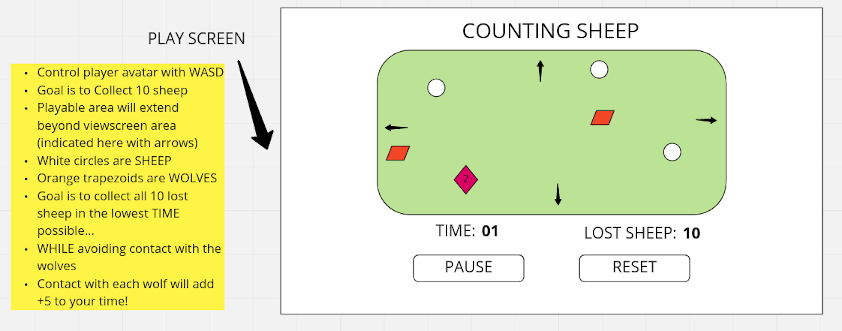 PLAY SCREEN
• Control player avatar with WASD
• Goal is to Collect 10 sheep
• Playable area will extend
beyond viewscreen area
(indicated here with arrows)
• White circles are SHEEP
• Orange trapezoids are WOLVES
• Goal is to collect all 10 lost
sheep in the lowest TIME
possible...
• WHILE avoiding contact with the
wolves
• Contact with each wolf will add
+5 to your time!
COUNTING SHEEP
TIME: 01
LOST SHEEP: 10
PAUSE
RESET